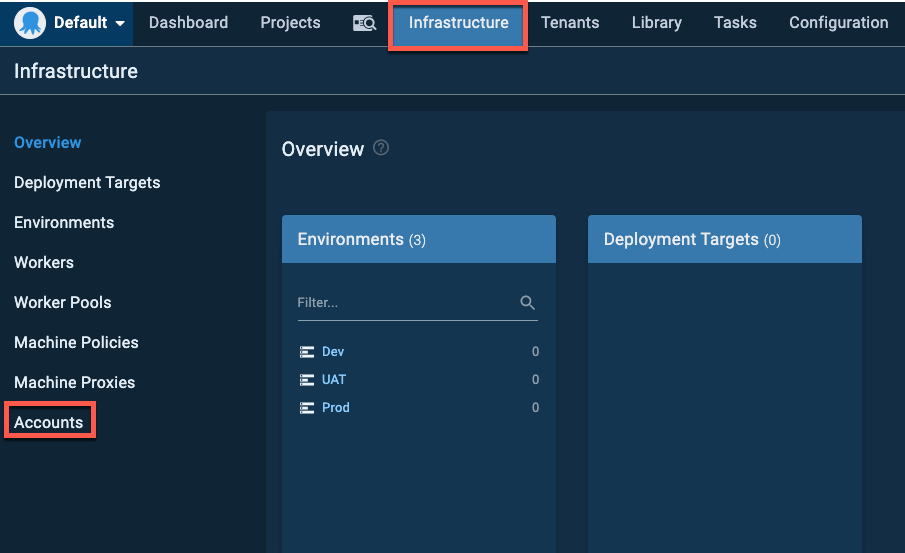 Default Dashboard Projects Infrastructure Tenants Library Tasks Configuration
Infrastructure
Overview
Deployment Targets
Environments
Workers
Worker Pools
Machine Policies
Machine Proxies
Accounts
Overview ?
Environments (3)
Filter...
Dev 0
UAT 0
Prod 0
Deployment Targets (0)